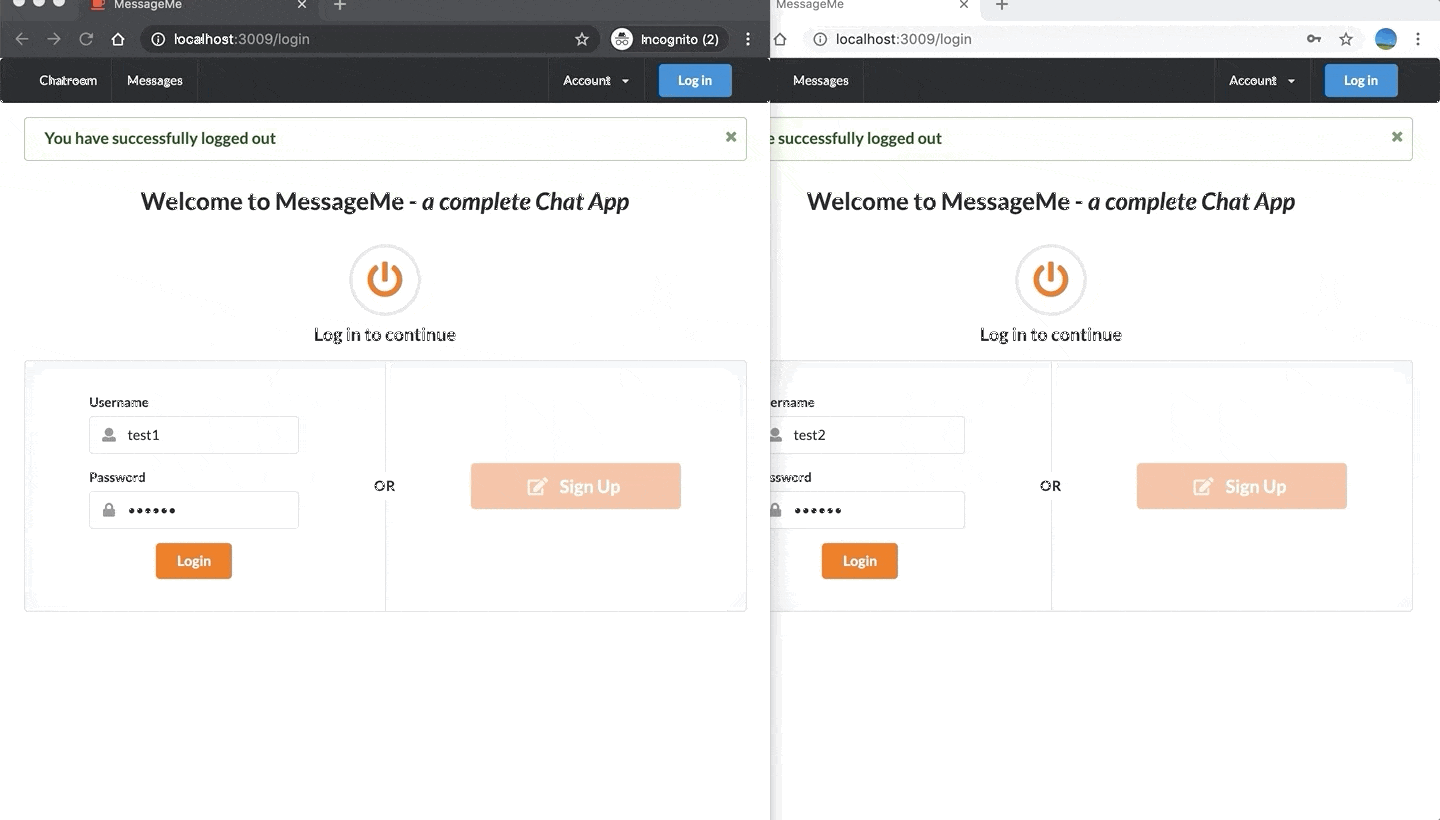 MessageMe
localhost:3009/login
Incognito (2)
Chatroom
Messages
Account
Log in
You have successfully logged out
Welcome to MessageMe - a complete Chat App
Log in to continue
Username
test1
Password
OR
Sign Up
Login
MessageMe
localhost:3009/login
Messages
Account
Log in
e successfully logged out
Welcome to MessageMe - a complete Chat App
Log in to continue
ername
test2
ssword
OR
Sign Up
Login